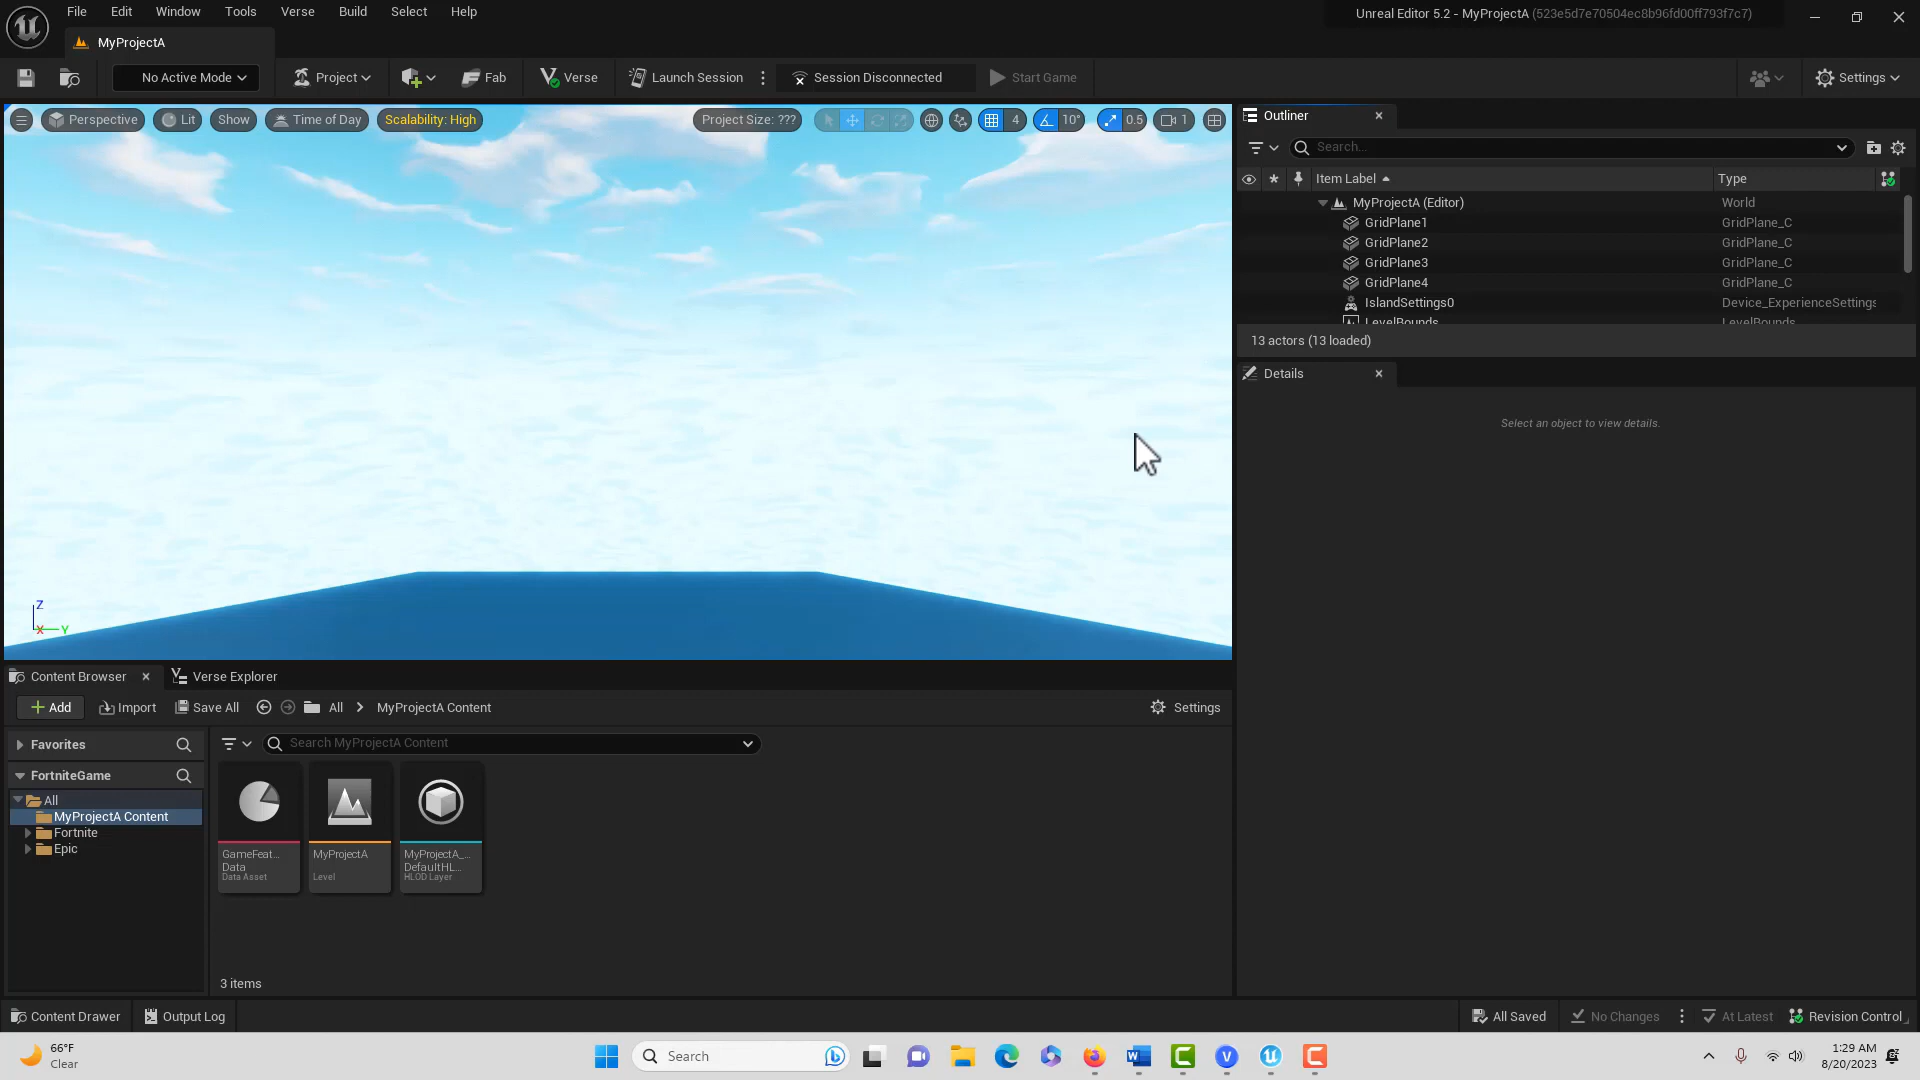 File Edit Window Tools Verse Build Select Help
Unreal Editor 5.2 - MyProjectA (523e5d7e70504ec8b96fd00ff793f7c7)
MyProjectA
No Active Mode Project Fab Verse Launch Session Session Disconnected Start Game Settings
Perspective Lit Show Time of Day Scalability: High Project Size: ??? 4 10° 0.5 1
Z
X Y
Outliner
Search...
Item Label Type
MyProjectA (Editor) World
GridPlane1 GridPlane_C
GridPlane2 GridPlane_C
GridPlane3 GridPlane_C
GridPlane4 GridPlane_C
IslandSettings0 Device_ExperienceSettings
LevelBounds LevelBounds
13 actors (13 loaded)
Details
Select an object to view details.
Content Browser Verse Explorer
Add Import Save All All MyProjectA Content Settings
Favorites
Search MyProjectA Content
FortniteGame
All
MyProjectA Content
Fortnite
Epic
GameFeat...
Data
Data Asset
MyProjectA
Level
MyProjectA_...
DefaultHL...
HLOD Layer
3 items
Content Drawer Output Log All Saved No Changes At Latest Revision Control
66°F
Clear
Search
1:29 AM
8/20/2023